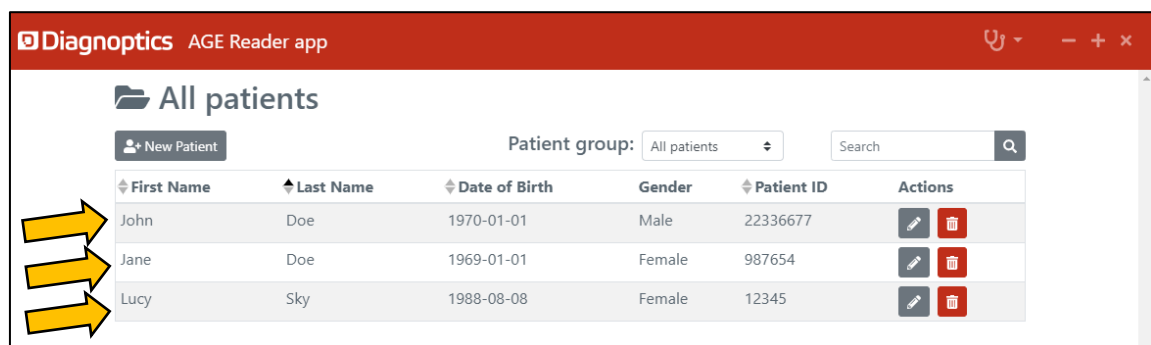 Diagnoptics AGE Reader app
All patients
New Patient Patient group: All patients Search
First Name Last Name Date of Birth Gender Patient ID Actions
John Doe 1970-01-01 Male 22336677
Jane Doe 1969-01-01 Female 987654
Lucy Sky 1988-08-08 Female 12345